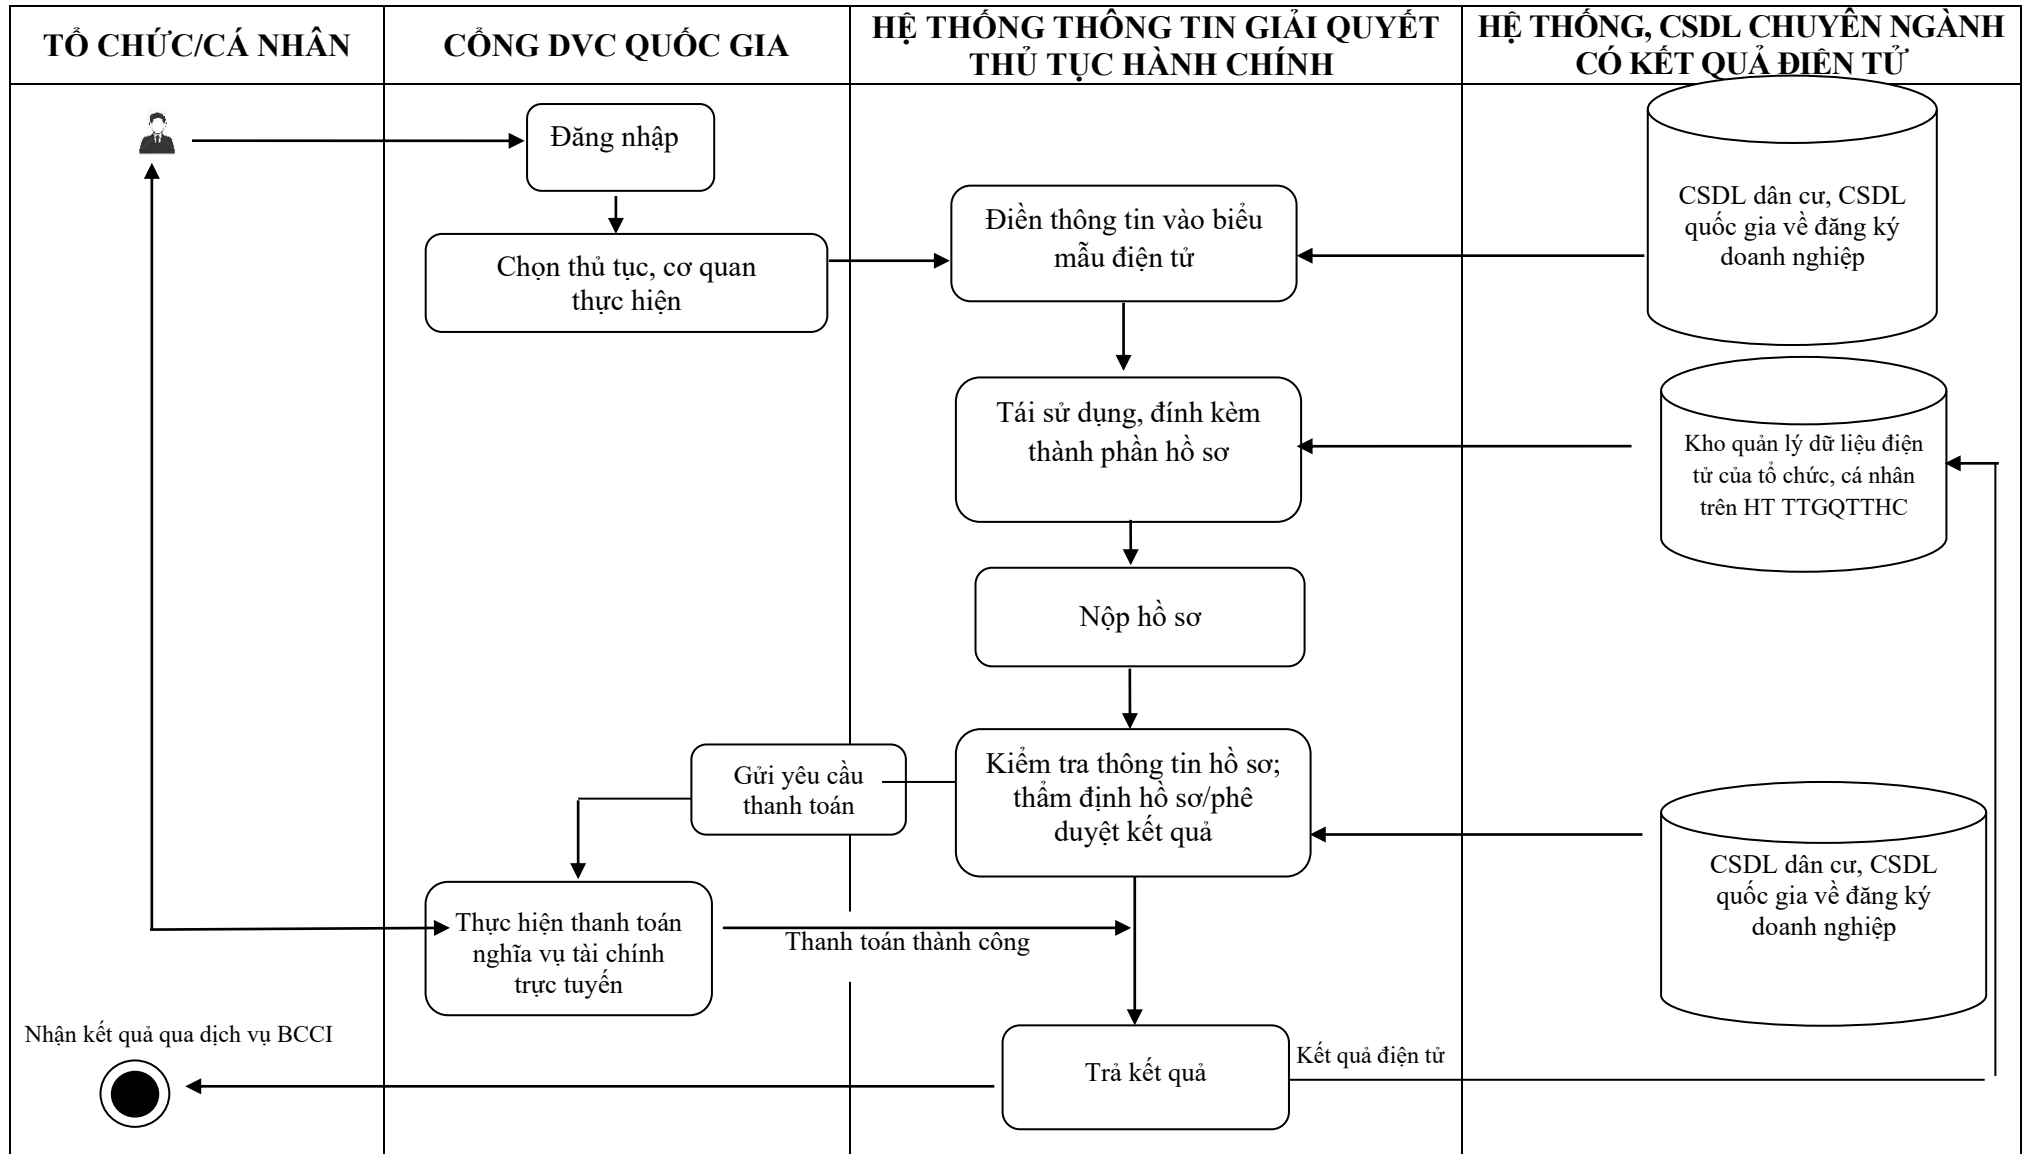 TỔ CHỨC/CÁ NHÂN
CỔNG DVC QUỐC GIA
HỆ THỐNG THÔNG TIN GIẢI QUYẾT
THỦ TỤC HÀNH CHÍNH
HỆ THỐNG, CSDL CHUYÊN NGÀNH
CÓ KẾT QUẢ ĐIỆN TỬ
Đăng nhập
Chọn thủ tục, cơ quan
thực hiện
Điền thông tin vào biểu
mẫu điện tử
CSDL dân cư, CSDL
quốc gia về đăng ký
doanh nghiệp
Tái sử dụng, đính kèm
thành phần hồ sơ
Kho quản lý dữ liệu điện
tử của tổ chức, cá nhân
trên HT TTGQTTHC
Nộp hồ sơ
Gửi yêu cầu
thanh toán
Kiểm tra thông tin hồ sơ;
thẩm định hồ sơ/phê
duyệt kết quả
CSDL dân cư, CSDL
quốc gia về đăng ký
doanh nghiệp
Thực hiện thanh toán
nghĩa vụ tài chính
trực tuyến
Thanh toán thành công
Nhận kết quả qua dịch vụ BCCI
Trả kết quả
Kết quả điện tử